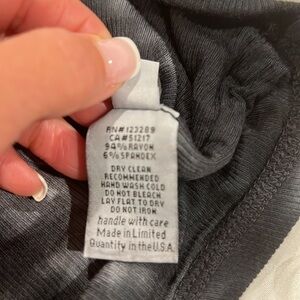 RN#123289
CA#51217
94% RAYON
6% SPANDEX
DRY CLEAN
RECOMMENDED
HAND WASH COLD
DO NOT BLEACH
LAY FLAT TO DRY
DO NOT IRON
handle with care
Made in Limited
Quantity in the U.S.A.